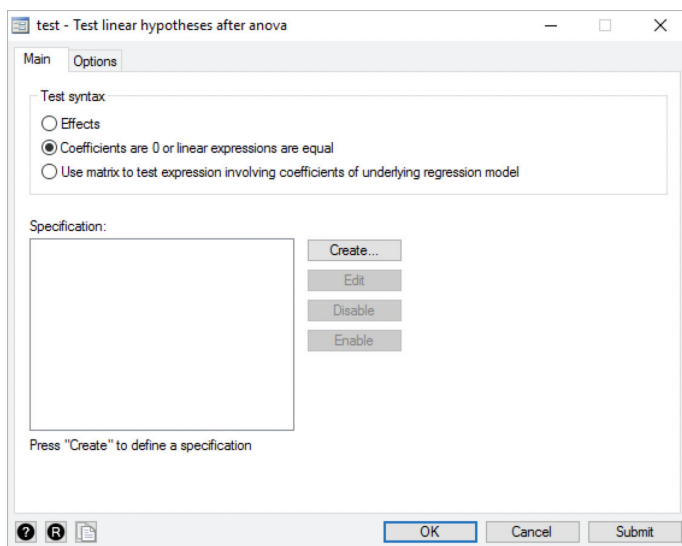 test - Test linear hypotheses after anova
Main Options
Test syntax
Effects
Coefficients are 0 or linear expressions are equal
Use matrix to test expression involving coefficients of underlying regression model
Specification:
Create...
Edit
Disable
Enable
Press "Create" to define a specification
? R OK Cancel Submit